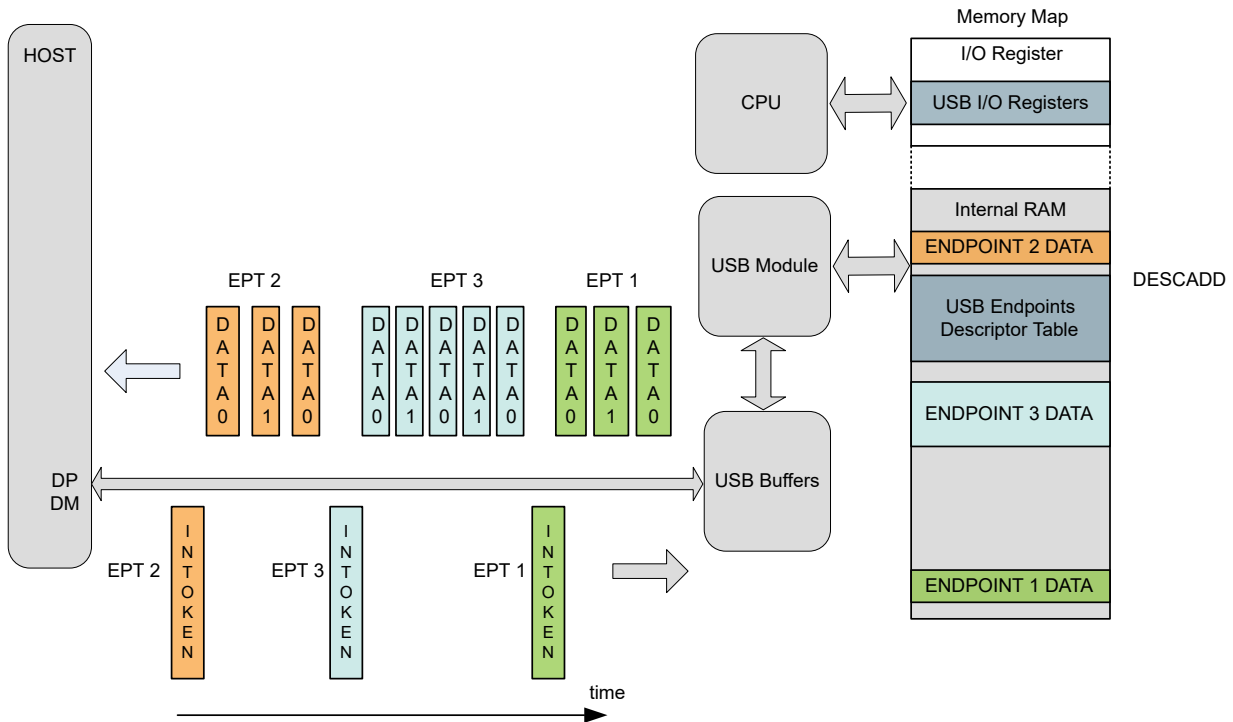 Memory Map
HOST
I/O Register
CPU
USB I/O Registers
Internal RAM
ENDPOINT 2 DATA
USB Module
DESCADD
EPT 2
EPT 3
EPT 1
USB Endpoints
Descriptor Table
DATA0
DATA1
DATA0
DATA0
DATA1
DATA0
DATA1
DATA0
DATA0
DATA1
DATA0
ENDPOINT 3 DATA
DP
DM
USB Buffers
EPT 2
INTOKEN
EPT 3
INTOKEN
EPT 1
INTOKEN
ENDPOINT 1 DATA
time